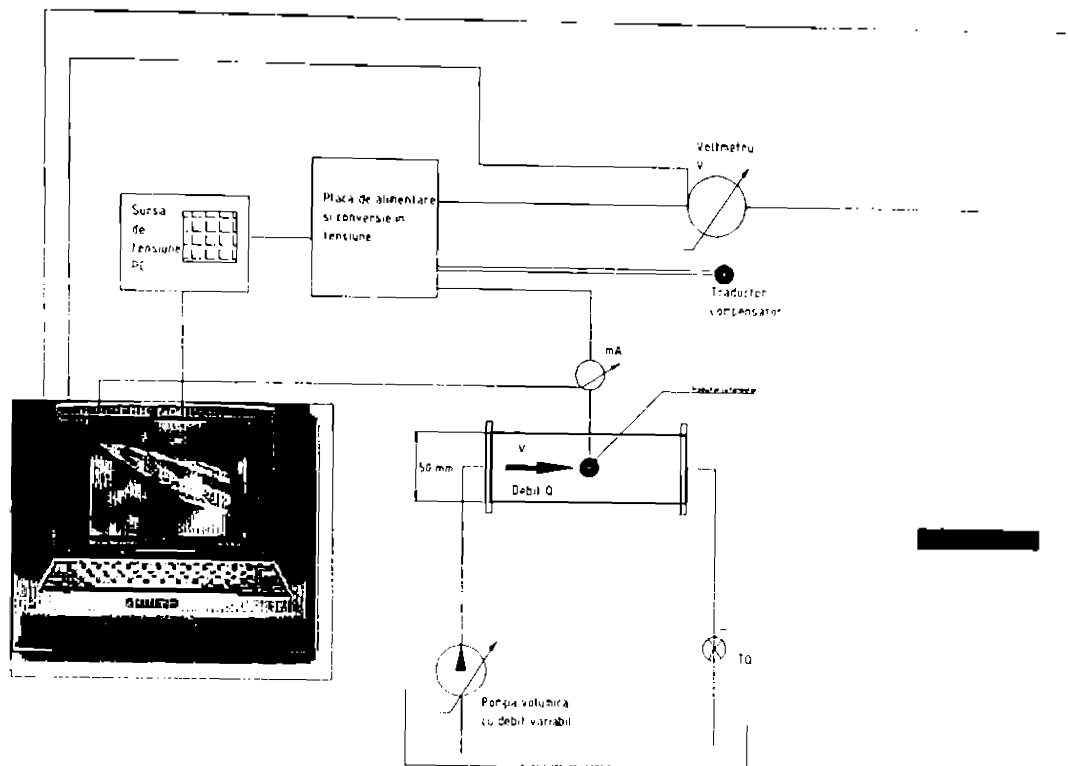 Voltmetru
V
Placa de alimentare
si conversie in
tensiune
Sursa
de
tensiune
PC
Traductor
compensator
mA
50 mm
V
Debit Q
TQ
Pompa volumica
cu debit variabil